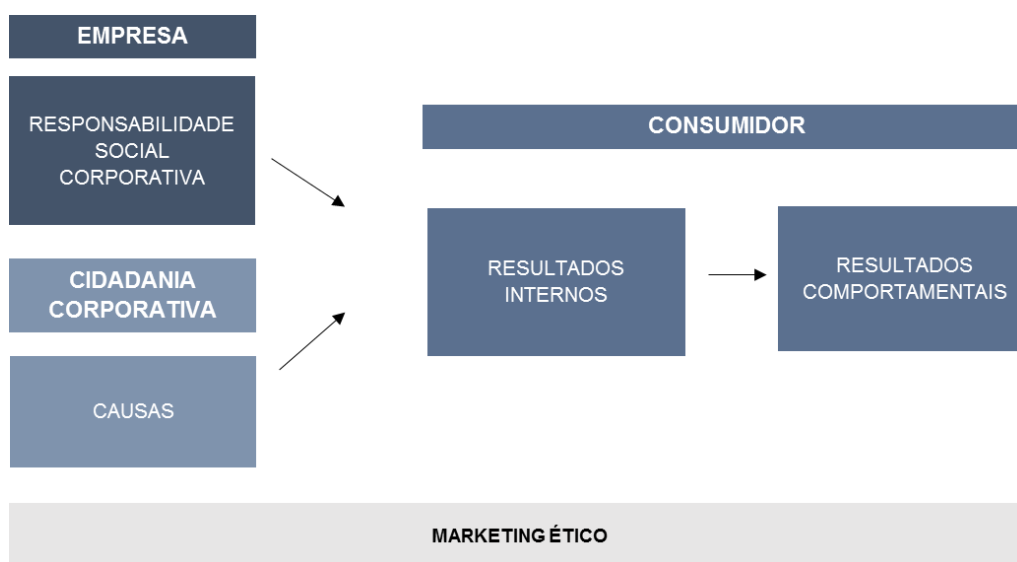 EMPRESA
RESPONSABILIDADE
SOCIAL
CORPORATIVA
CIDADANIA
CORPORATIVA
CAUSAS
CONSUMIDOR
RESULTADOS
INTERNOS
RESULTADOS
COMPORTAMENTAIS
MARKETING ÉTICO